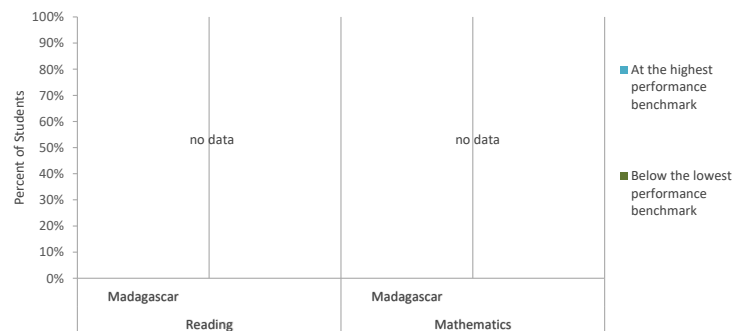 100%
90%
80%
70%
60%
50%
40%
30%
20%
10%
0%
Percent of Students
no data
no data
Madagascar
Madagascar
Reading
Mathematics
At the highest
performance
benchmark
Below the lowest
performance
benchmark